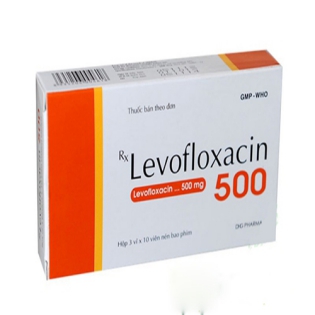 Thuốc bán theo đơn
GMP - WHO
Rx Levofloxacin
Levofloxacin ... 500 mg
500
Hộp 3 vỉ x 10 viên nén bao phim